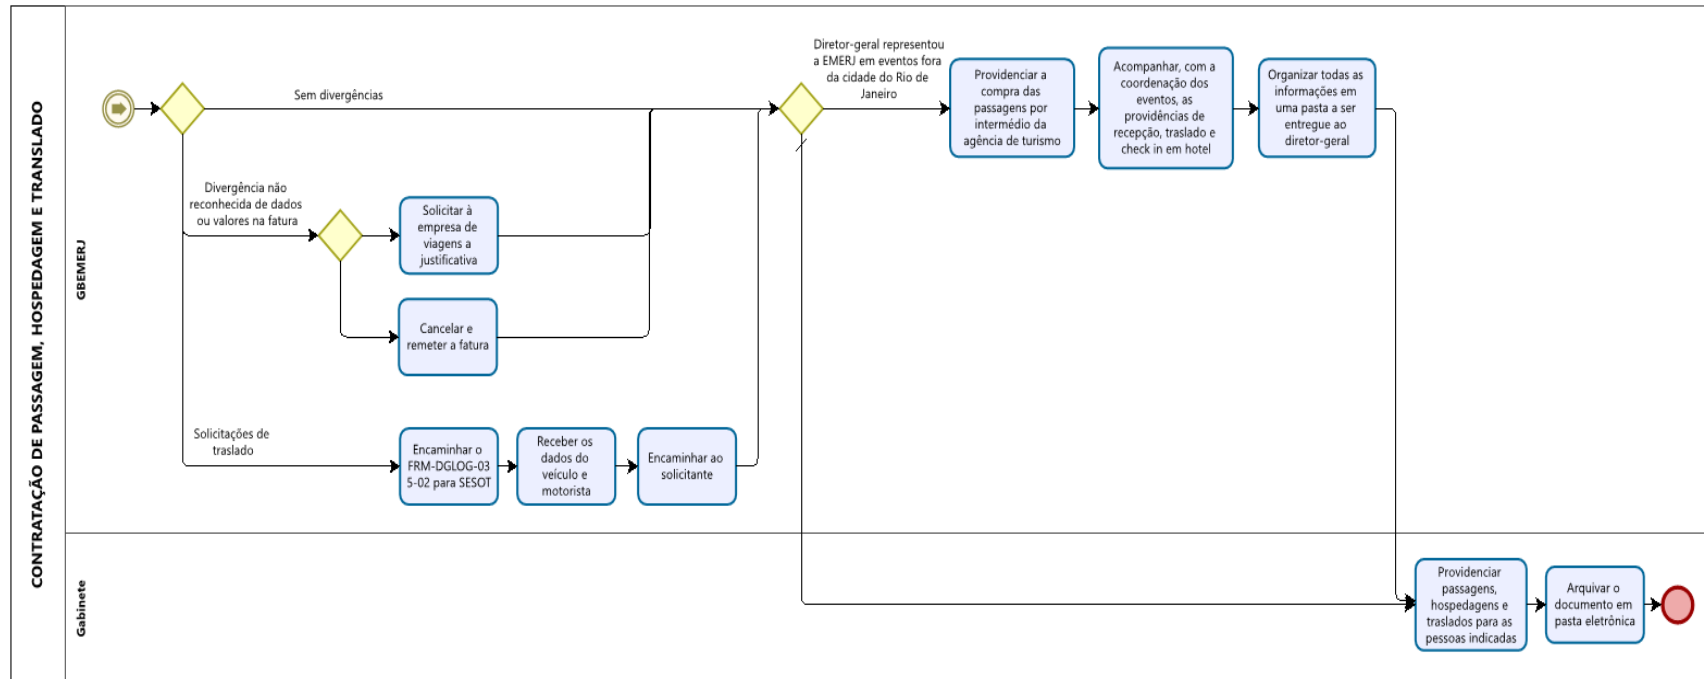 CONTRATAÇÃO DE PASSAGEM, HOSPEDAGEM E TRANSLADO
GBEMERJ
Sem divergências
Divergência não
reconhecida de dados
ou valores na fatura
Solicitar à
empresa de
viagens a
justificativa
Cancelar e
remeter a fatura
Solicitações de
traslado
Encaminhar o
FRM-DGLOG-03
5-02 para SESOT
Receber os
dados do
veículo e
motorista
Encaminhar ao
solicitante
Diretor-geral representou
a EMERJ em eventos fora
da cidade do Rio de
Janeiro
Providenciar a
compra das
passagens por
intermédio da
agência de turismo
Acompanhar, com a
coordenação dos
eventos, as
providências de
recepção, traslado e
check in em hotel
Organizar todas as
informações em
uma pasta a ser
entregue ao
diretor-geral
Gabinete
Providenciar
passagens,
hospedagens e
traslados para as
pessoas indicadas
Arquivar o
documento em
pasta eletrônica